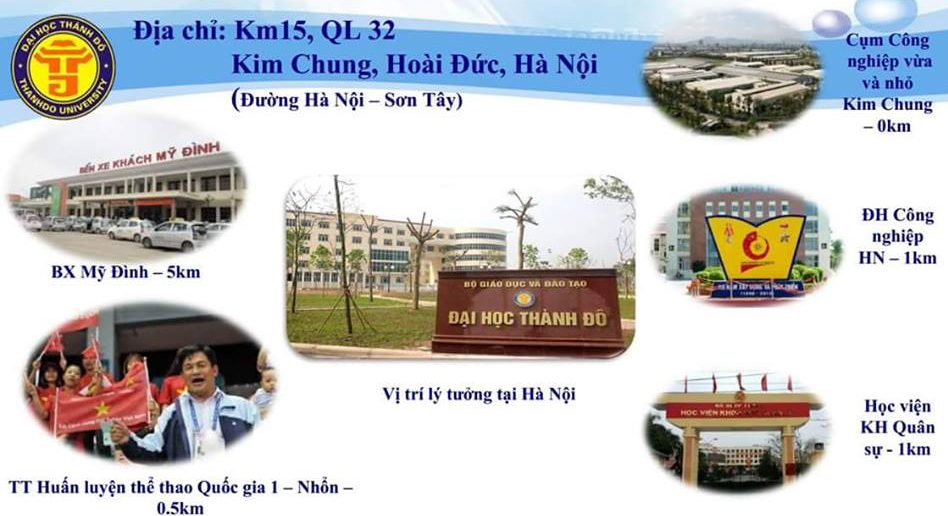 ĐẠI HỌC THÀNH ĐÔ
THANHDO UNIVERSITY
Địa chỉ: Km15, QL 32
Kim Chung, Hoài Đức, Hà Nội
(Đường Hà Nội – Sơn Tây)
Cụm Công
nghiệp vừa
và nhỏ
Kim Chung
– 0km
BẾN XE KHÁCH MỸ ĐÌNH
BX Mỹ Đình – 5km
BỘ GIÁO DỤC VÀ ĐÀO TẠO
ĐẠI HỌC THÀNH ĐÔ
Vị trí lý tưởng tại Hà Nội
ĐH Công
nghiệp
HN – 1km
HỌC VIỆN
Học viện
KH Quân
sự - 1km
TT Huấn luyện thể thao Quốc gia 1 – Nhổn –
0.5km